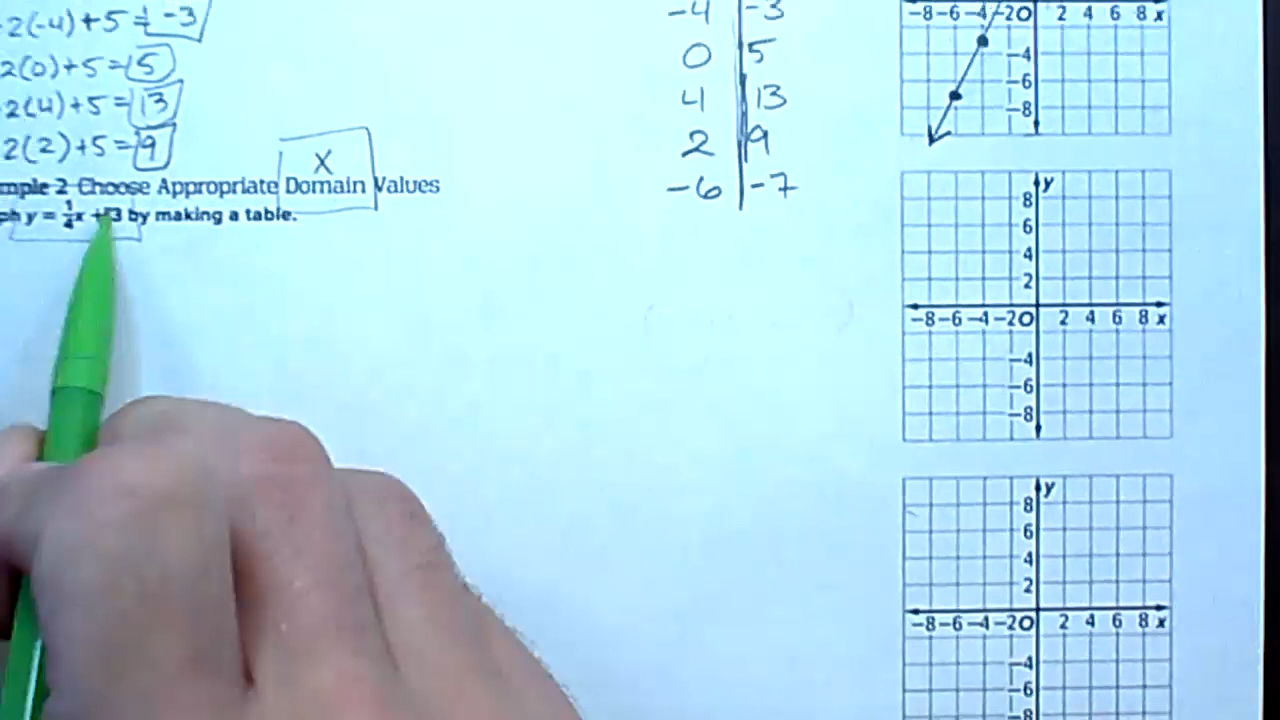 2(-4)+5=-3
2(0)+5=5
2(4)+5=13
2(2)+5=9
x
mple 2 Choose Appropriate Domain Values
ph y = 1/4x + 3 by making a table.
-4 | -3
0 | 5
4 | 13
2 | 9
-6 | -7
-8 -6 -4 -2 O 2 4 6 8 x
-4
-6
-8
y
8
6
4
2
-8 -6 -4 -2 O 2 4 6 8 x
-4
-6
-8
y
8
6
4
2
-8 -6 -4 -2 O 2 4 6 8 x
-4
-6
-8